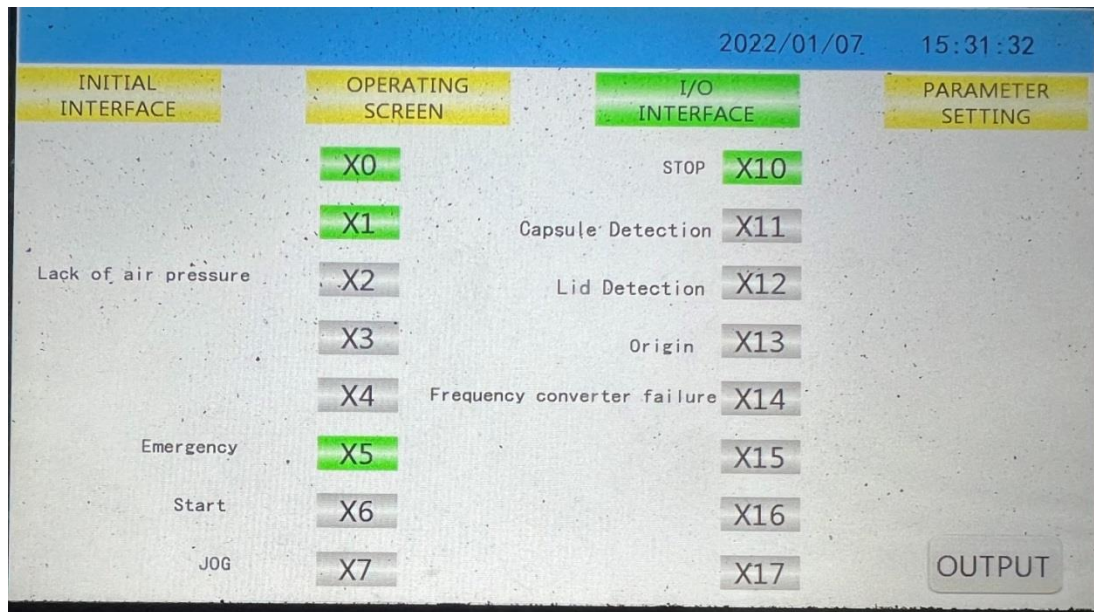 2022/01/07 15:31:32
INITIAL
INTERFACE
OPERATING
SCREEN
I/O
INTERFACE
PARAMETER
SETTING
X0
STOP X10
X1
Capsule Detection X11
Lack of air pressure X2
Lid Detection X12
X3
Origin X13
X4
Frequency converter failure X14
Emergency X5
X15
Start X6
X16
JOG X7
X17
OUTPUT